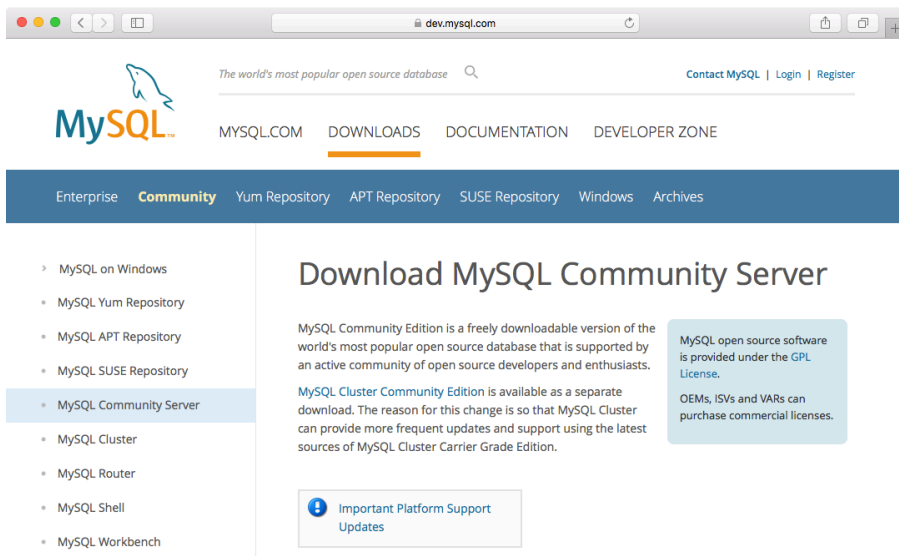 dev.mysql.com
The world's most popular open source database
Contact MySQL | Login | Register
MySQL™
MYSQL.COM DOWNLOADS DOCUMENTATION DEVELOPER ZONE
Enterprise Community Yum Repository APT Repository SUSE Repository Windows Archives
MySQL on Windows
MySQL Yum Repository
MySQL APT Repository
MySQL SUSE Repository
MySQL Community Server
MySQL Cluster
MySQL Router
MySQL Shell
MySQL Workbench
Download MySQL Community Server
MySQL Community Edition is a freely downloadable version of the
world's most popular open source database that is supported by
an active community of open source developers and enthusiasts.
MySQL Cluster Community Edition is available as a separate
download. The reason for this change is so that MySQL Cluster
can provide more frequent updates and support using the latest
sources of MySQL Cluster Carrier Grade Edition.
MySQL open source software
is provided under the GPL
License.
OEMs, ISVs and VARs can
purchase commercial licenses.
Important Platform Support
Updates